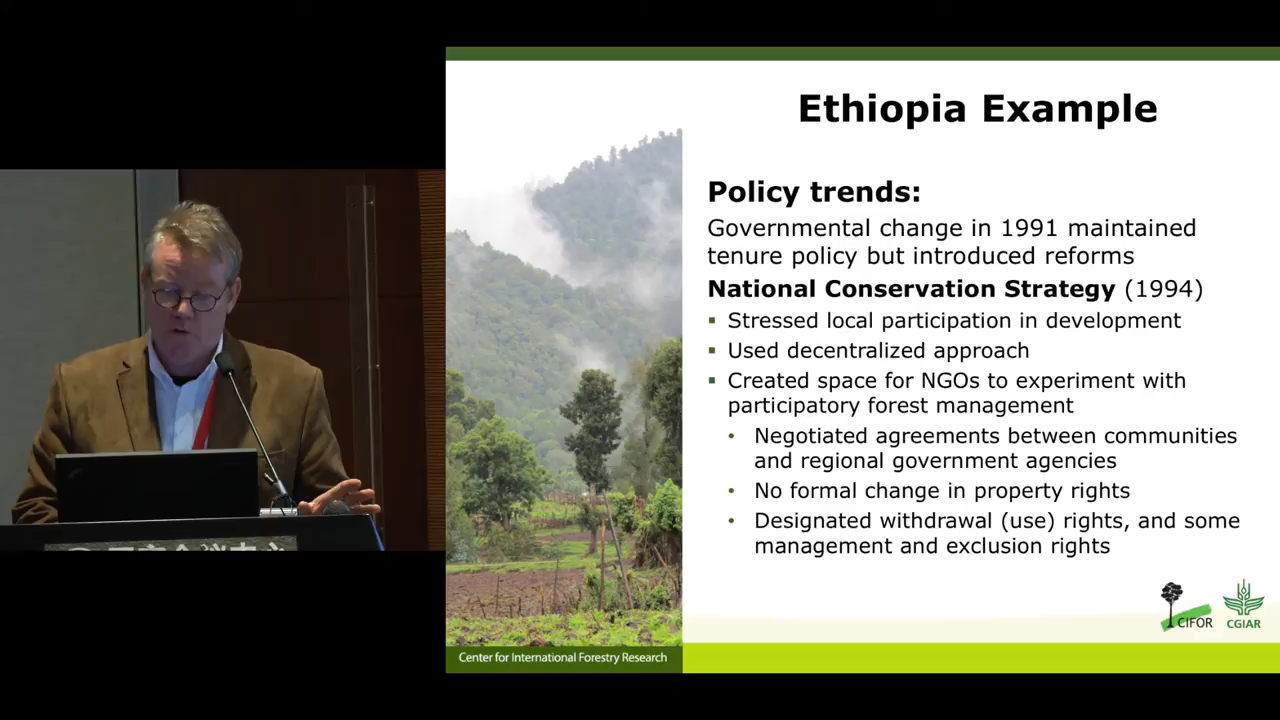 Ethiopia Example
Policy trends:
Governmental change in 1991 maintained
tenure policy but introduced reforms
National Conservation Strategy (1994)
▪ Stressed local participation in development
▪ Used decentralized approach
▪ Created space for NGOs to experiment with
participatory forest management
• Negotiated agreements between communities
and regional government agencies
• No formal change in property rights
• Designated withdrawal (use) rights, and some
management and exclusion rights
CIFOR
CGIAR
Center for International Forestry Research